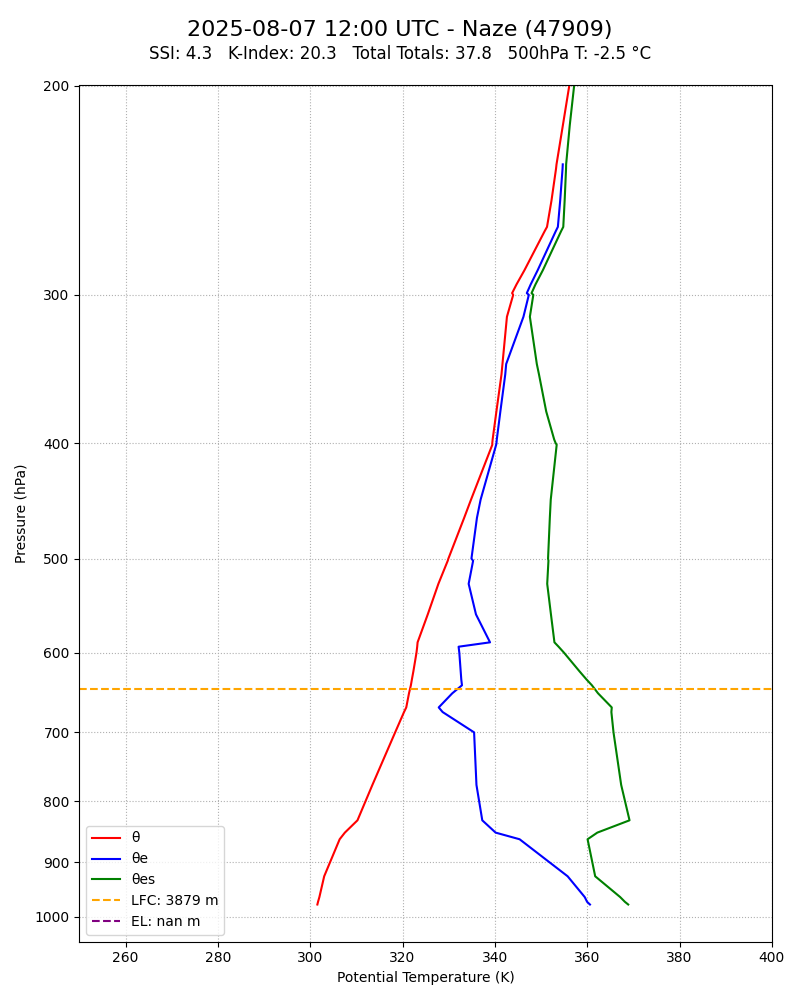 2025-08-07 12:00 UTC - Naze (47909)
SSI: 4.3   K-Index: 20.3   Total Totals: 37.8   500hPa T: -2.5 °C
200
300
400
500
600
700
800
900
1000
Pressure (hPa)
θ
θe
θes
LFC: 3879 m
EL: nan m
260
280
300
320
340
360
380
400
Potential Temperature (K)